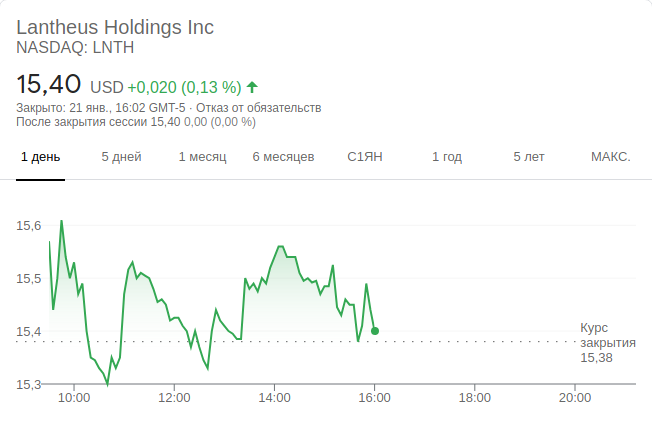 Lantheus Holdings Inc
NASDAQ: LNTH
15,40 USD +0,020 (0,13 %)
Закрыто: 21 янв., 16:02 GMT-5 · Отказ от обязательств
После закрытия сессии 15,40 0,00 (0,00 %)
1 день 5 дней 1 месяц 6 месяцев С1ЯН 1 год 5 лет МАКС.
15,6
15,5
15,4
15,3
Курс
закрытия
15,38
10:00 12:00 14:00 16:00 18:00 20:00